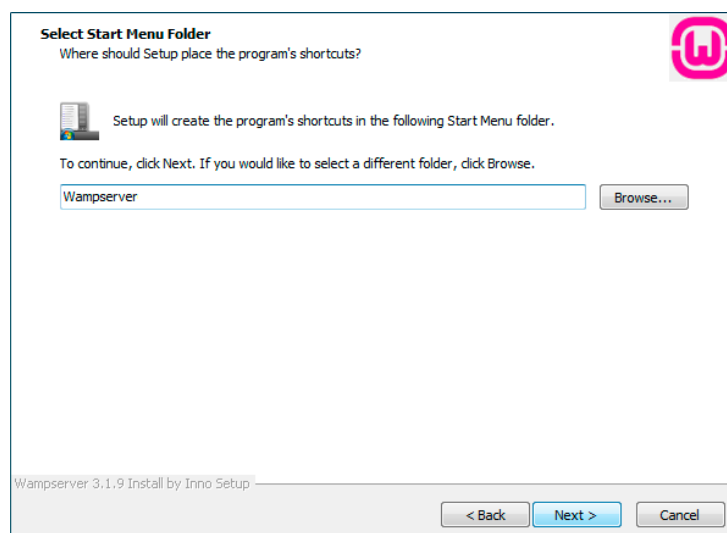 Select Start Menu Folder
Where should Setup place the program's shortcuts?
Setup will create the program's shortcuts in the following Start Menu folder.
To continue, click Next. If you would like to select a different folder, click Browse.
Wampserver
Browse...
Wampserver 3.1.9 Install by Inno Setup
< Back
Next >
Cancel